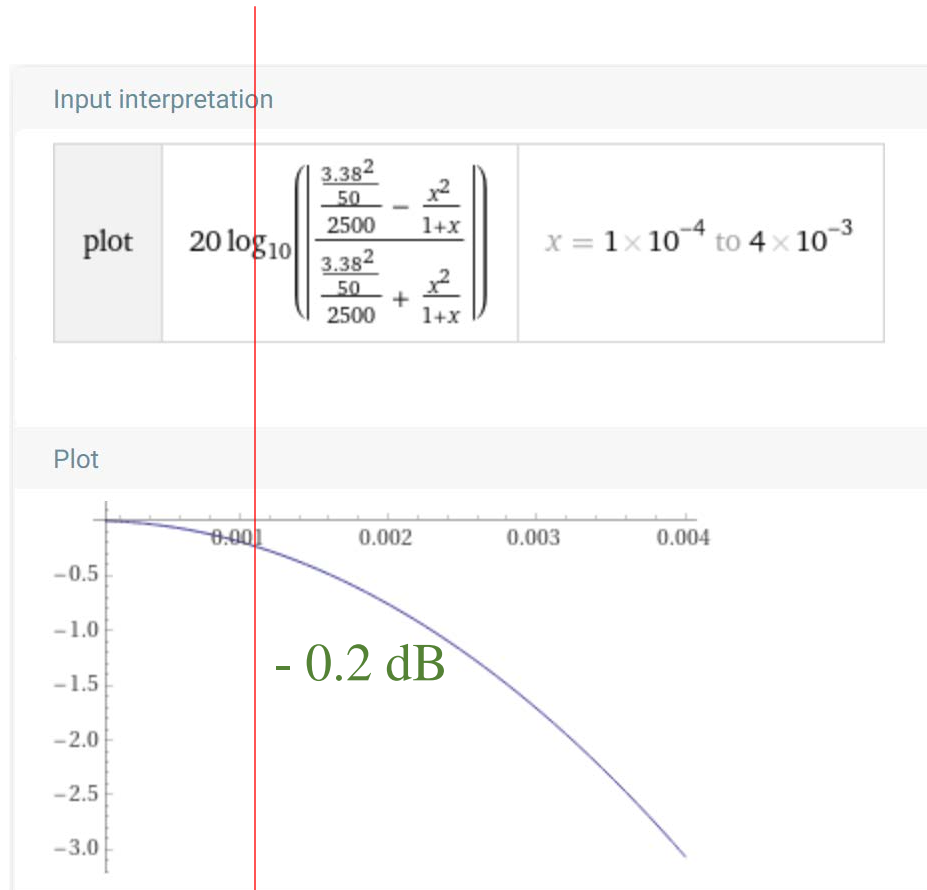 Input interpretation
plot 20 log₁₀(|((3.38²/50)/2500 − x²/(1+x))/((3.38²/50)/2500 + x²/(1+x))|) x = 1×10⁻⁴ to 4×10⁻³
Plot
0.001 0.002 0.003 0.004
−0.5
−1.0
- 0.2 dB
−1.5
−2.0
−2.5
−3.0